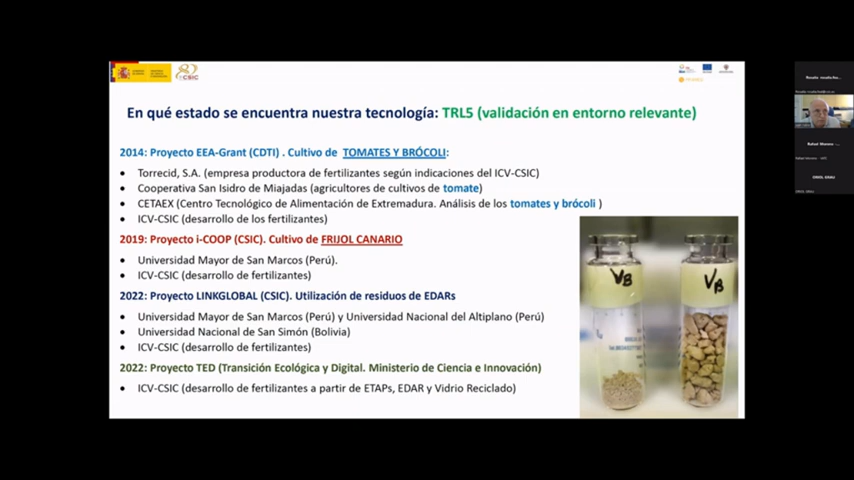 CSIC
En qué estado se encuentra nuestra tecnología: TRL5 (validación en entorno relevante)
2014: Proyecto EEA-Grant (CDTI) . Cultivo de TOMATES Y BRÓCOLI:
• Torrecid, S.A. (empresa productora de fertilizantes según indicaciones del ICV-CSIC)
• Cooperativa San Isidro de Miajadas (agricultores de cultivos de tomate)
• CETAEX (Centro Tecnológico de Alimentación de Extremadura. Análisis de los tomates y brócoli )
• ICV-CSIC (desarrollo de los fertilizantes)
2019: Proyecto i-COOP (CSIC). Cultivo de FRIJOL CANARIO
• Universidad Mayor de San Marcos (Perú).
• ICV-CSIC (desarrollo de fertilizantes)
2022: Proyecto LINKGLOBAL (CSIC). Utilización de residuos de EDARs
• Universidad Mayor de San Marcos (Perú) y Universidad Nacional del Altiplano (Perú)
• Universidad Nacional de San Simón (Bolivia)
• ICV-CSIC (desarrollo de fertilizantes)
2022: Proyecto TED (Transición Ecológica y Digital. Ministerio de Ciencia e Innovación)
• ICV-CSIC (desarrollo de fertilizantes a partir de ETAPs, EDAR y Vidrio Reciclado)
VB
VB